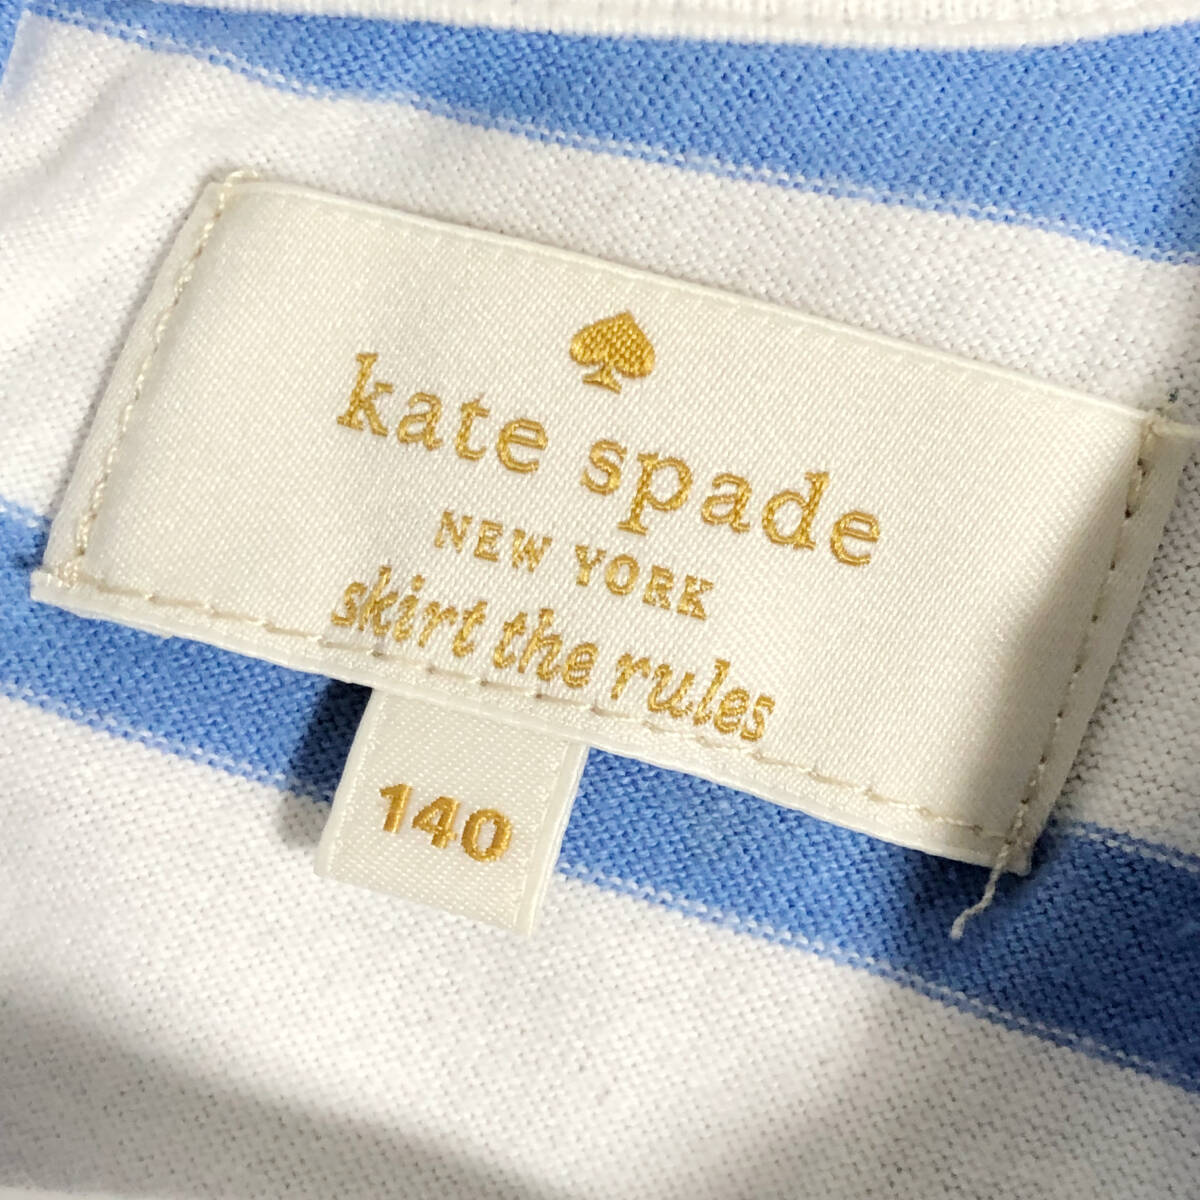 kate spade
NEW YORK
skirt the rules
140